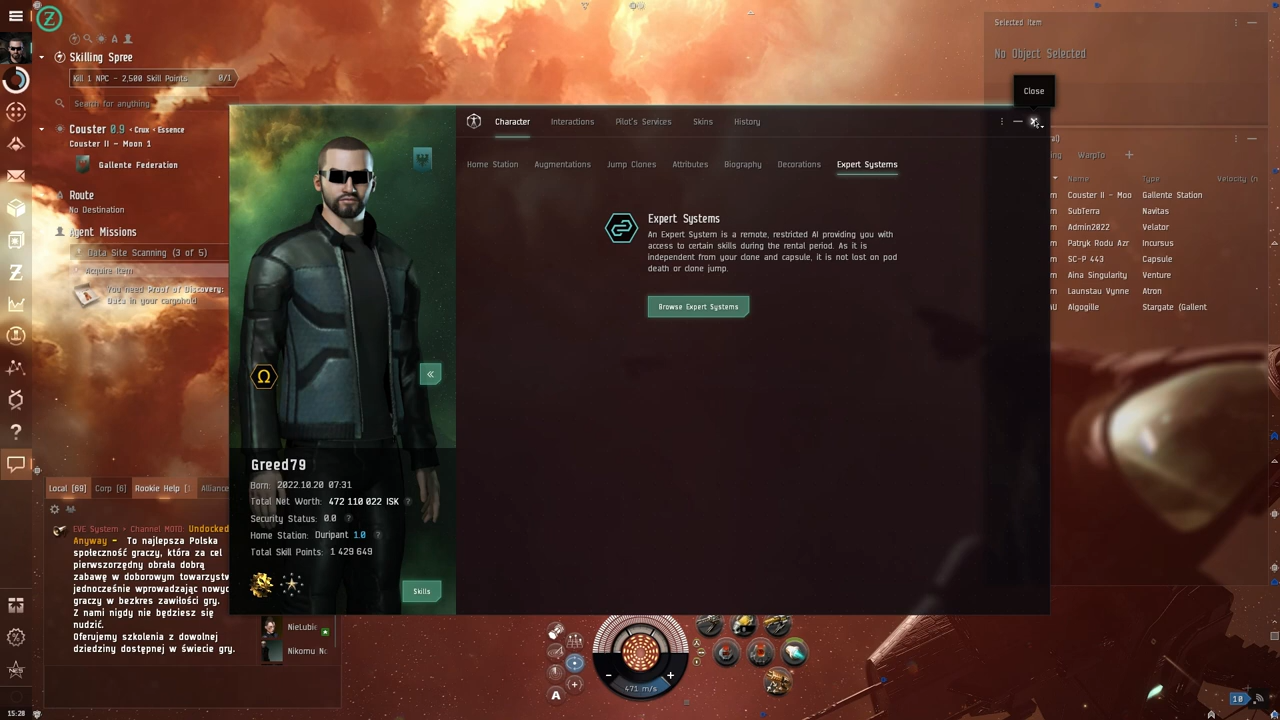 Skilling Spree
Kill 1 NPC - 2,500 Skill Points 0/1
Search for anything
Couster 0.9 < Crux < Essence
Couster II - Moon 1
Gallente Federation
Route
No Destination
Agent Missions
Data Site Scanning (3 of 5)
Acquire Item
You need Proof of Discovery:
Data in your cargohold
Local [69] Corp [6] Rookie Help [ Alliance
EVE System > Channel MOTD: Undocked
Anyway - To najlepsza Polska
społeczność graczy, która za cel
pierwszorzędny obrała dobrą
zabawę w doborowym towarzystw
jednocześnie wprowadzając nowyc
graczy w bezkres zawiłości gry.
Z nami nigdy nie będziesz się
nudzić.
Oferujemy szkolenia z dowolnej
dziedziny dostępnej w świecie gry.
NieLubie
Nikomu Nc
NES
15:28
Character Interactions Pilot's Services Skins History
Home Station Augmentations Jump Clones Attributes Biography Decorations Expert Systems
Expert Systems
An Expert System is a remote, restricted AI providing you with
access to certain skills during the rental period. As it is
independent from your clone and capsule, it is not lost on pod
death or clone jump.
Browse Expert Systems
Ω
Greed79
Born: 2022.10.20 07:31
Total Net Worth: 472 110 022 ISK ?
Security Status: 0.0 ?
Home Station: Duripant 1.0 ?
Total Skill Points: 1 429 649
Skills
Close
Selected Item
No Object Selected
WarpTo
Name Type Velocity (n
Couster II - Moo Gallente Station
SubTerra Navitas
Admin2022 Velator
Patryk Rodu Azr Incursus
SC-P 443 Capsule
Aina Singularity Venture
Launstau Vynne Atron
AU Algogille Stargate (Gallent
471 m/s
A
10